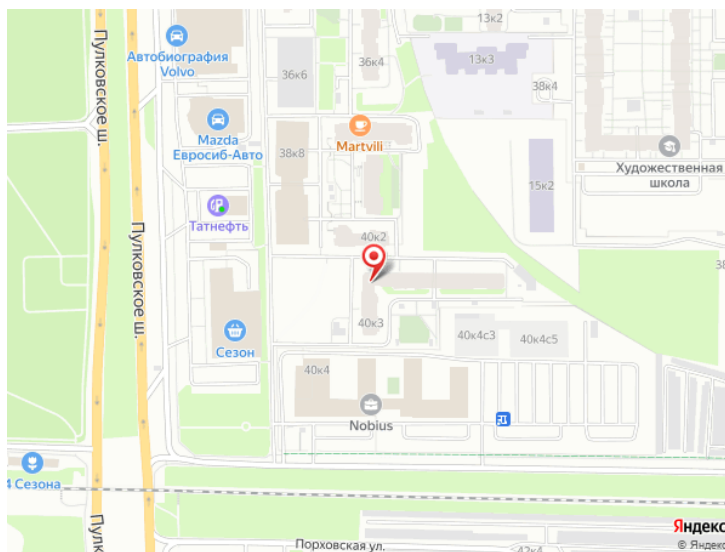 13к2
Автобиография
Volvo
36к6
36к4
13к3
38к4
Mazda
Евросиб-Авто
38к8
Martvili
Художественная
школа
15к2
Татнефть
40к2
Пулковское ш.
Пулковское ш.
38
40к3
Сезон
40к4с3
40к4с5
40к4
Nobius
4 Сезона
Пулк
Яндекс
Порховская ул.
42к4
© Яндекс